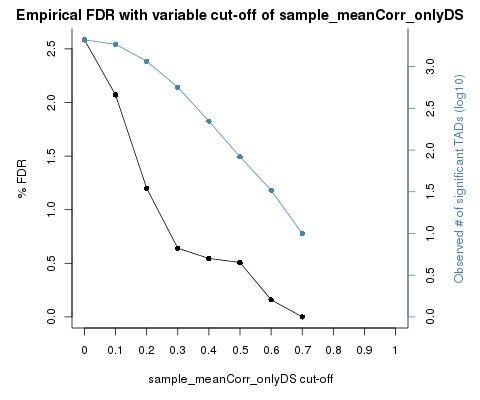 Empirical FDR with variable cut-off of sample_meanCorr_onlyDS
% FDR
0.0 0.5 1.0 1.5 2.0 2.5
0.0 0.5 1.0 1.5 2.0 2.5 3.0
Observed # of significant TADs (log10)
0 0.1 0.2 0.3 0.4 0.5 0.6 0.7 0.8 0.9 1
sample_meanCorr_onlyDS cut-off